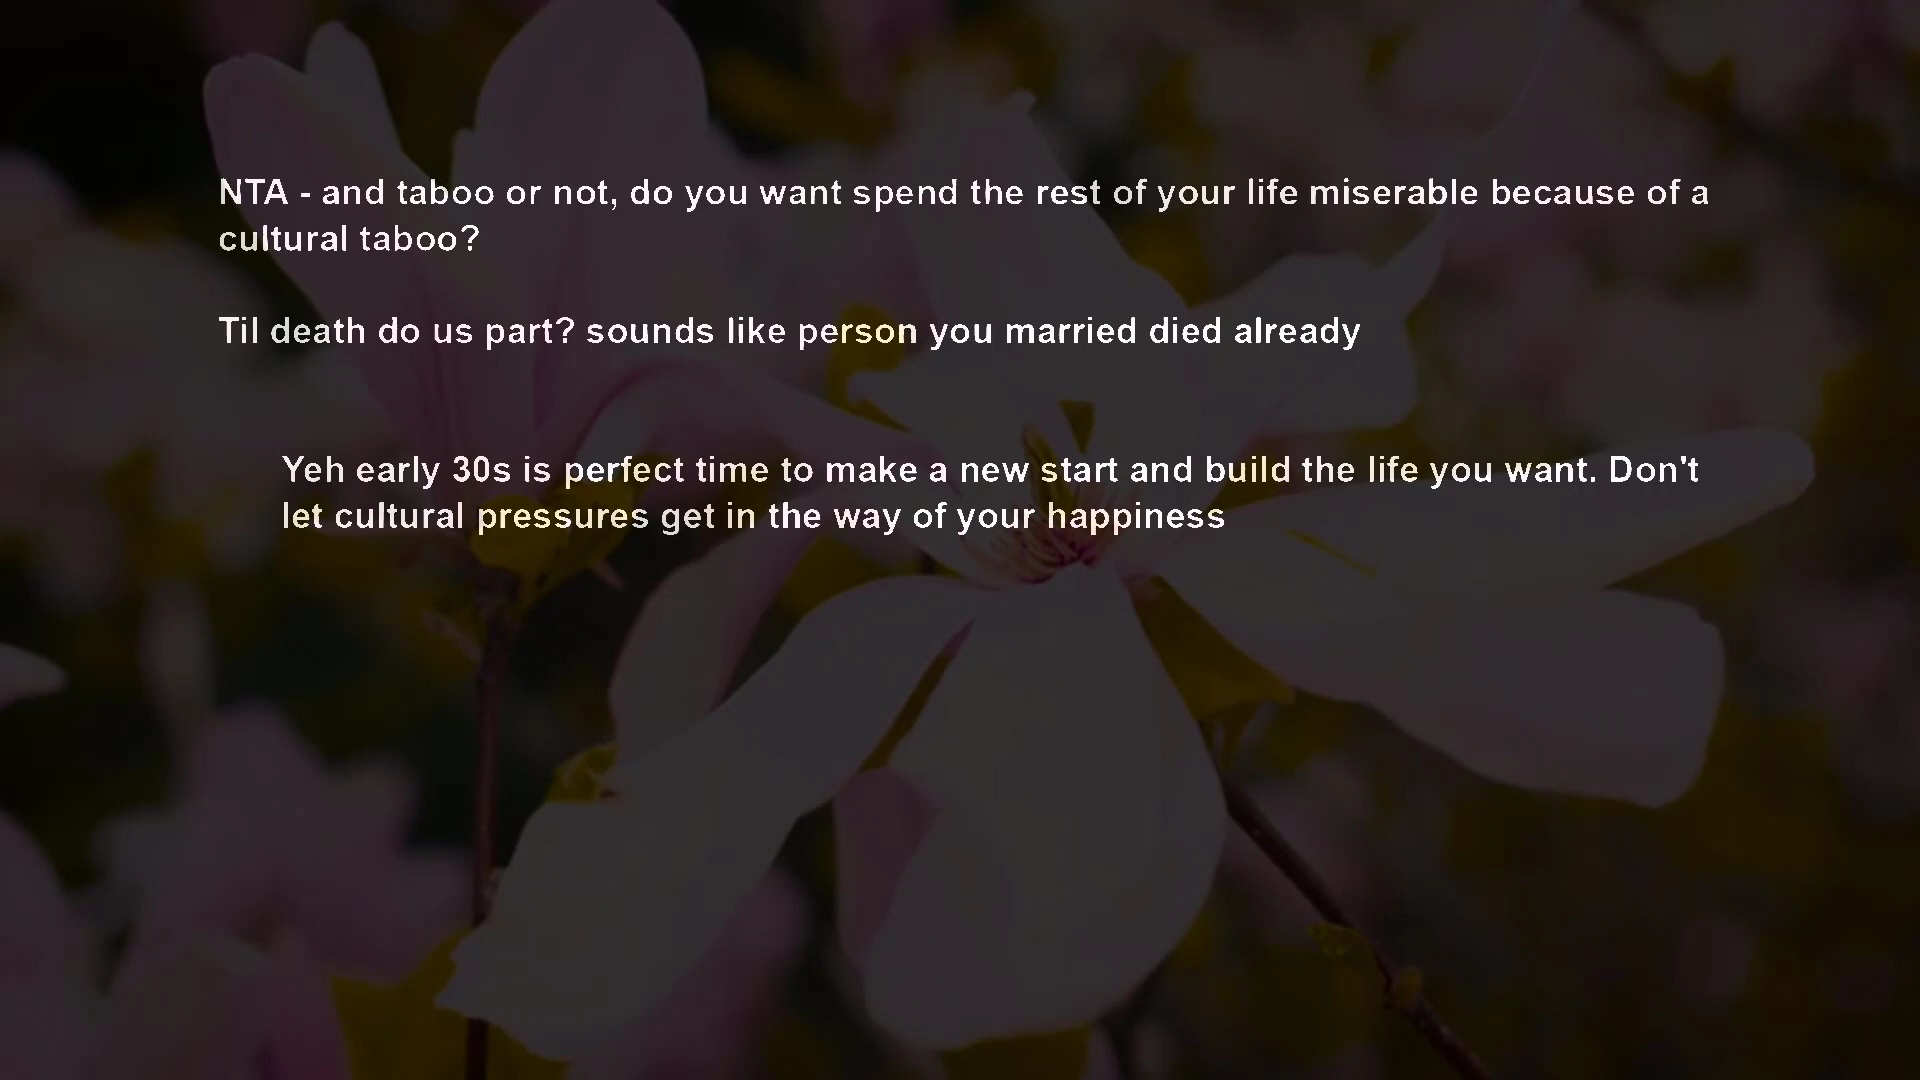 NTA - and taboo or not, do you want spend the rest of your life miserable because of a
cultural taboo?
Til death do us part? sounds like person you married died already
Yeh early 30s is perfect time to make a new start and build the life you want. Don't
let cultural pressures get in the way of your happiness